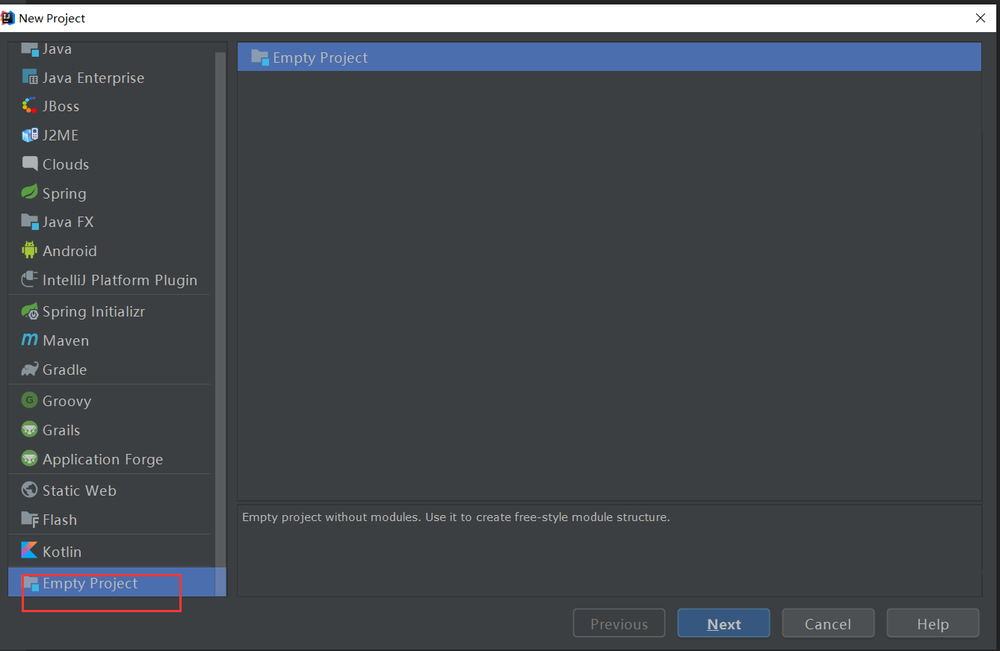 New Project
Java
Java Enterprise
JBoss
J2ME
Clouds
Spring
Java FX
Android
IntelliJ Platform Plugin
Spring Initializr
Maven
Gradle
Groovy
Grails
Application Forge
Static Web
Flash
Kotlin
Empty Project
Empty Project
Empty project without modules. Use it to create free-style module structure.
Previous
Next
Cancel
Help